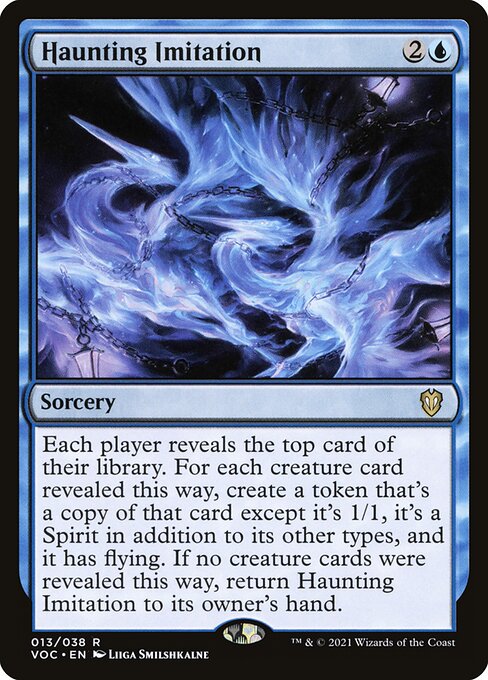 Haunting Imitation 2
Sorcery
Each player reveals the top card of
their library. For each creature card
revealed this way, create a token that's
a copy of that card except it's 1/1, it's a
Spirit in addition to its other types, and
it has flying. If no creature cards were
revealed this way, return Haunting
Imitation to its owner's hand.
013/038 R
VOC • EN Liiga Smilshkalne
™ & © 2021 Wizards of the Coast